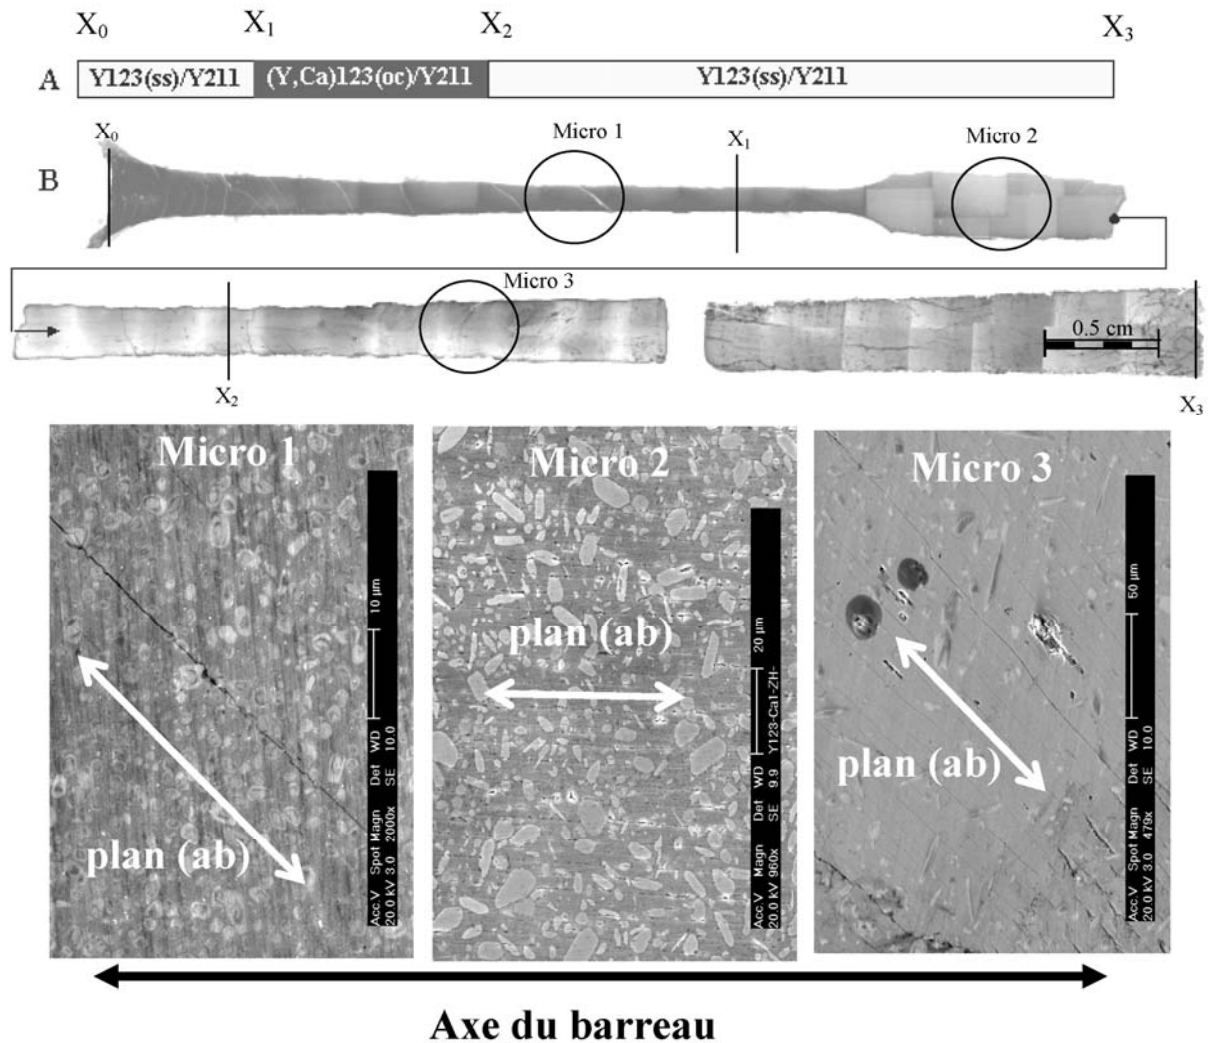 X0 X1 X2 X3
A Y123(ss)/Y211 (Y,Ca)123(oc)/Y211 Y123(ss)/Y211
X0 Micro 1 X1 Micro 2
B
Micro 3
0.5 cm
X2 X3
Micro 1
plan (ab)
10 µm
Acc.V Spot Magn Det WD
20.0 kV 3.0 2000x SE 10.0
Micro 2
plan (ab)
20 µm
Acc.V Magn Det WD
20.0 kV 960x SE 9.9 Y123-Ca1-ZH-
Micro 3
plan (ab)
50 µm
Acc.V Spot Magn Det WD
20.0 kV 3.0 479x SE 10.0
Axe du barreau